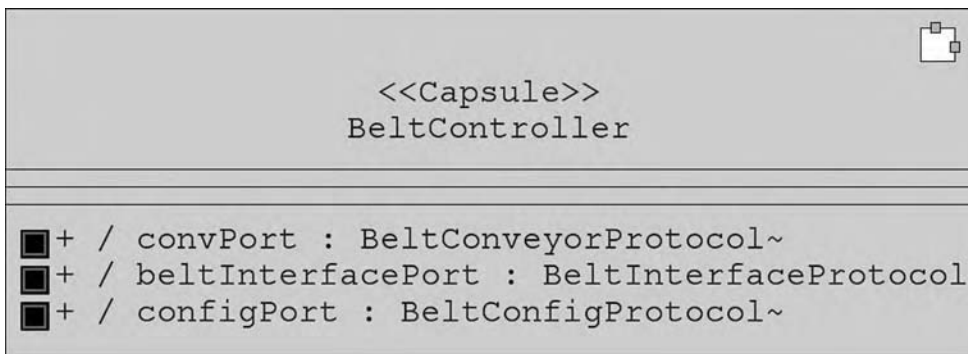 <<Capsule>>
BeltController
+ / convPort : BeltConveyorProtocol~
+ / beltInterfacePort : BeltInterfaceProtocol
+ / configPort : BeltConfigProtocol~